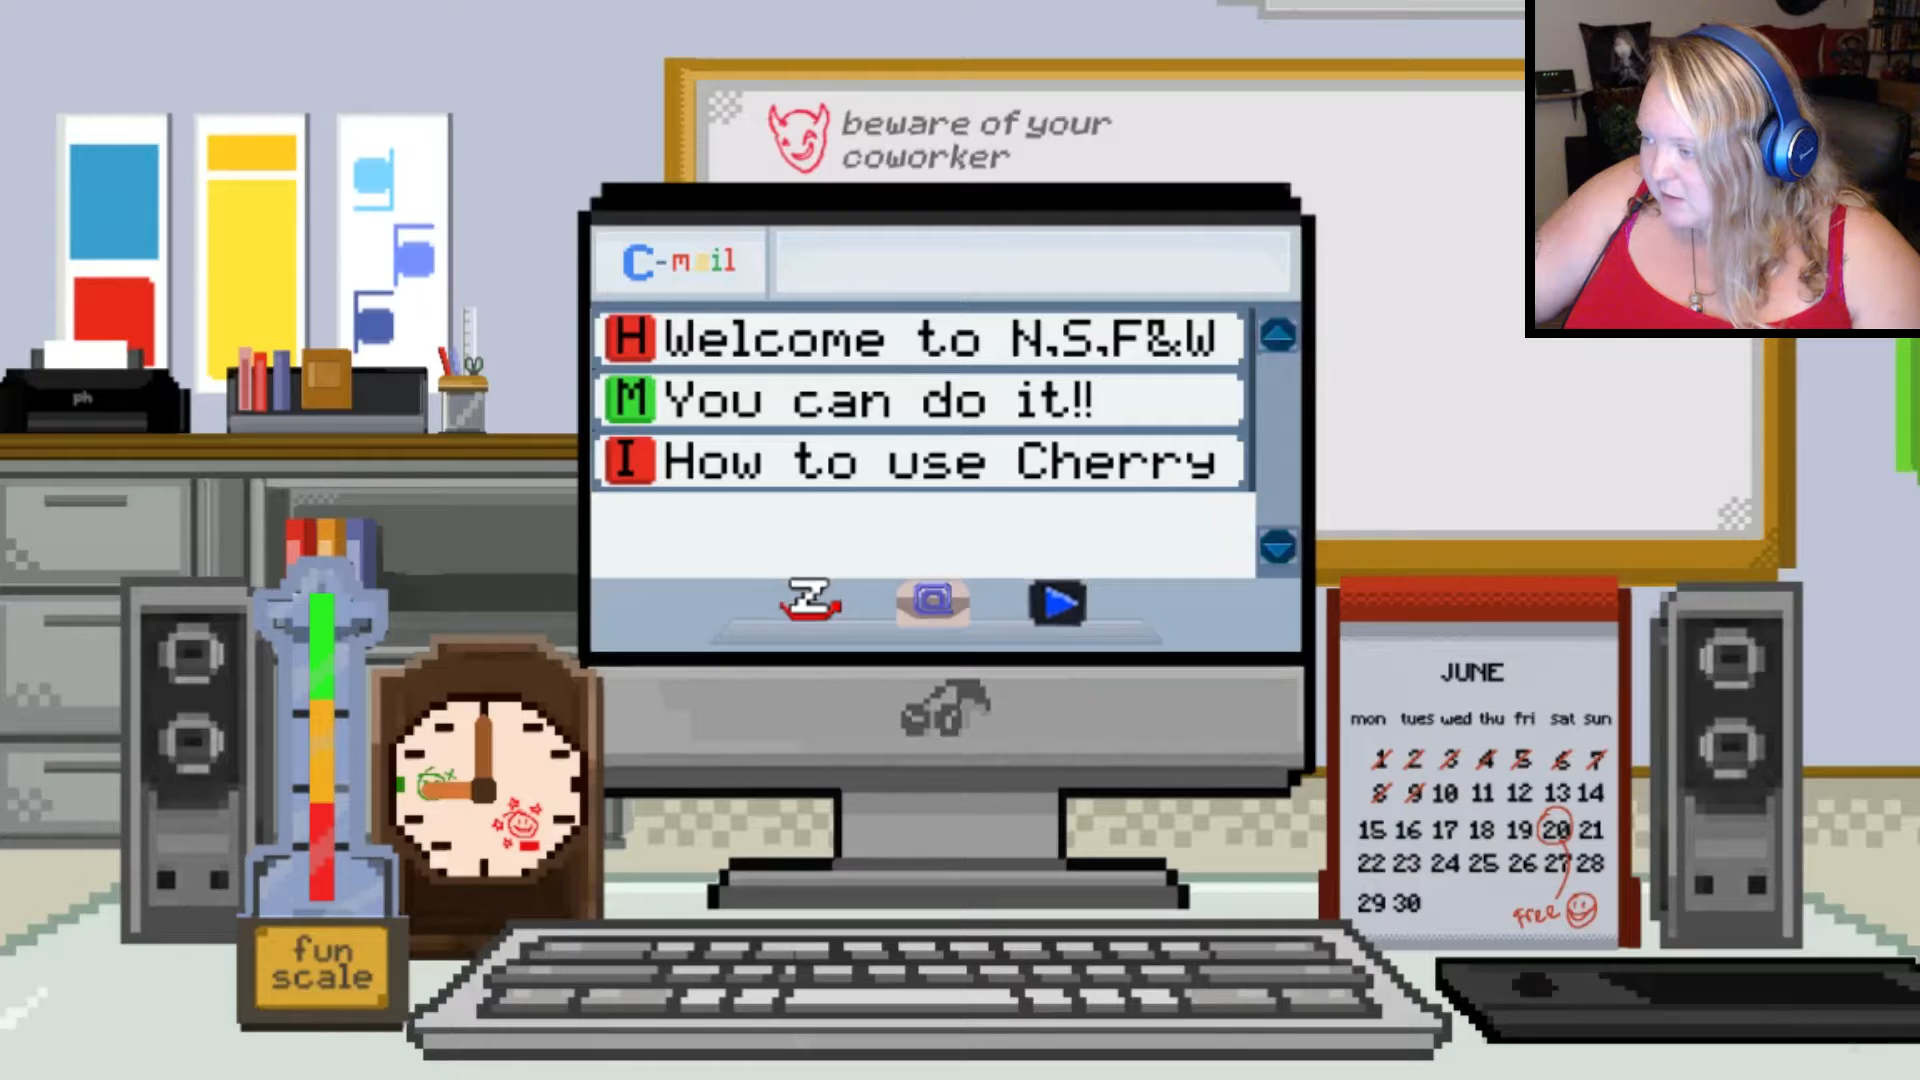 beware of your
coworker
C-mail
H Welcome to N.S.F&W
M You can do it!!
I How to use Cherry
ph
Z
JUNE
mon tues wed thu fri sat sun
1 2 3 4 5 6 7
8 9 10 11 12 13 14
15 16 17 18 19 20 21
22 23 24 25 26 27 28
29 30
free
fun
scale